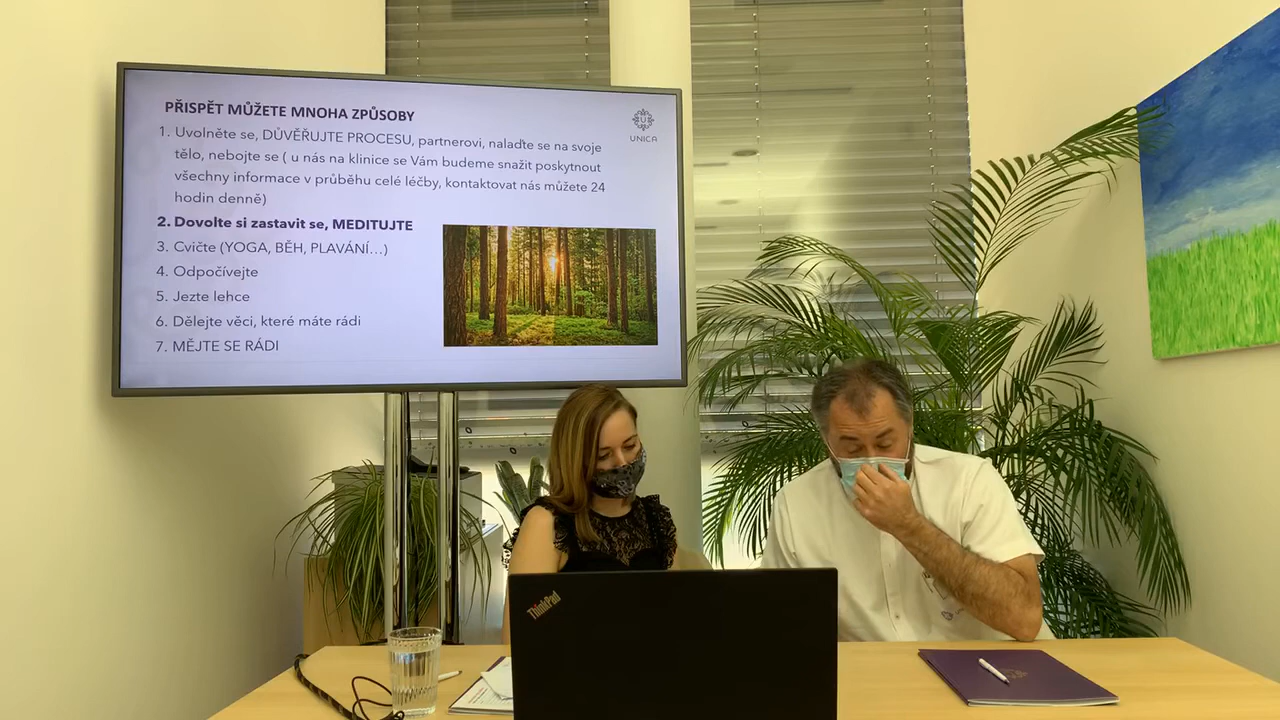 PŘISPĚT MŮŽETE MNOHA ZPŮSOBY
UNICA
1. Uvolněte se, DŮVĚŘUJTE PROCESU, partnerovi, nalaďte se na svoje
tělo, nebojte se ( u nás na klinice se Vám budeme snažit poskytnout
všechny informace v průběhu celé léčby, kontaktovat nás můžete 24
hodin denně)
2. Dovolte si zastavit se, MEDITUJTE
3. Cvičte (YOGA, BĚH, PLAVÁNÍ...)
4. Odpočívejte
5. Jezte lehce
6. Dělejte věci, které máte rádi
7. MĚJTE SE RÁDI
ThinkPad